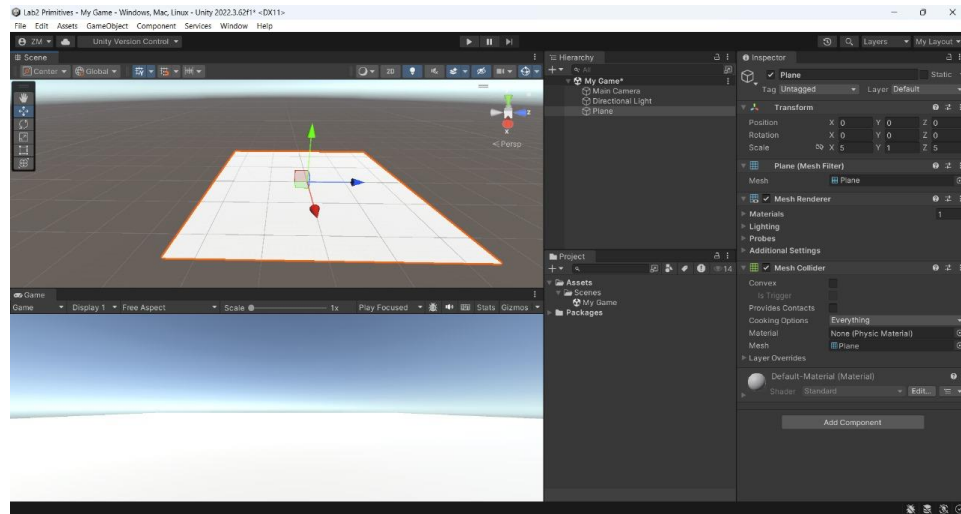 Lab2 Primitives - My Game - Windows, Mac, Linux - Unity 2022.3.62f1* <DX11>
File Edit Assets GameObject Component Services Window Help
ZM Unity Version Control Layers My Layout
Scene
Center Global 2D
x
< Persp
Game
Game Display 1 Free Aspect Scale 1x Play Focused Stats Gizmos
Hierarchy
All
My Game*
Main Camera
Directional Light
Plane
Project
14
Assets
Scenes
My Game
Packages
Inspector
Plane Static
Tag Untagged Layer Default
Transform
Position X 0 Y 0 Z 0
Rotation X 0 Y 0 Z 0
Scale X 5 Y 1 Z 5
Plane (Mesh Filter)
Mesh Plane
Mesh Renderer
Materials 1
Lighting
Probes
Additional Settings
Mesh Collider
Convex
Is Trigger
Provides Contacts
Cooking Options Everything
Material None (Physic Material)
Mesh Plane
Layer Overrides
Default-Material (Material)
Shader Standard Edit...
Add Component